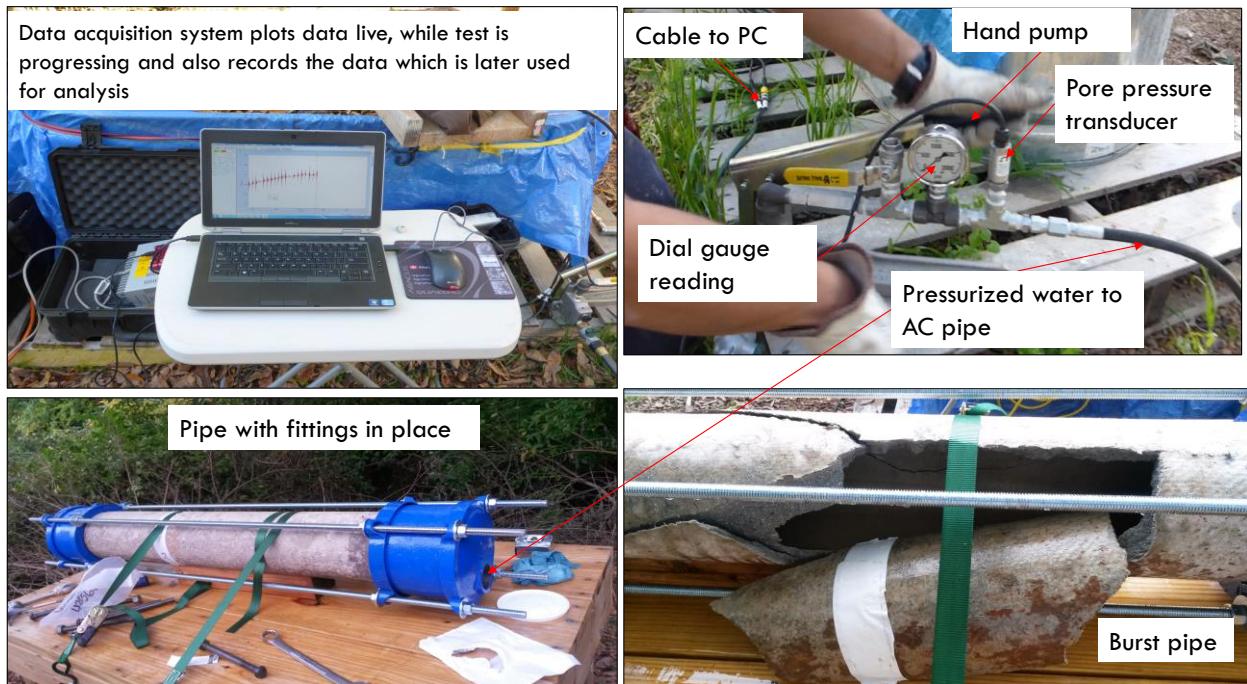 Data acquisition system plots data live, while test is
progressing and also records the data which is later used
for analysis
Cable to PC
Hand pump
Pore pressure
transducer
Dial gauge
reading
Pressurized water to
AC pipe
Pipe with fittings in place
Burst pipe